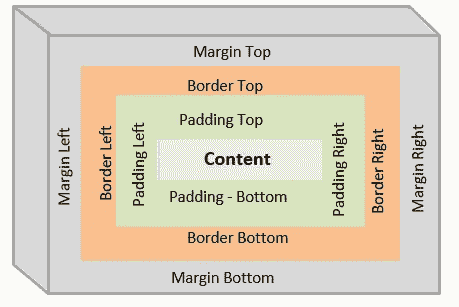 Margin Top
Border Top
Padding Top
Margin Left
Border Left
Padding Left
Content
Padding Right
Border Right
Margin Right
Padding - Bottom
Border Bottom
Margin Bottom